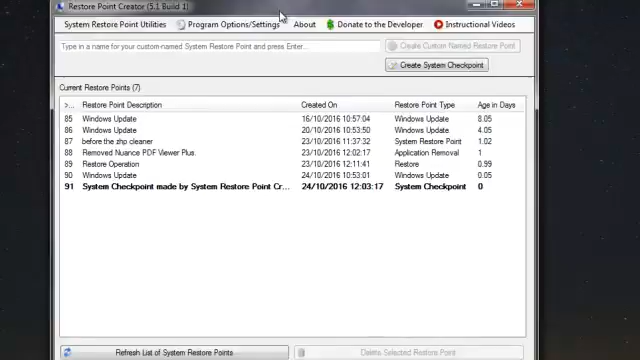 Restore Point Creator (5.1 Build 1)
System Restore Point Utilities Program Options/Settings About Donate to the Developer Instructional Videos
Type in a name for your custom-named System Restore Point and press Enter... Create Custom Named Restore Point
Create System Checkpoint
Current Restore Points (7)
>... Restore Point Description Created On Restore Point Type Age in Days
85 Windows Update 16/10/2016 10:57:04 Windows Update 8.05
86 Windows Update 20/10/2016 10:53:50 Windows Update 4.05
87 before the zhp cleaner 23/10/2016 11:37:32 System Restore Point 1.02
88 Removed Nuance PDF Viewer Plus. 23/10/2016 12:02:17 Application Removal 1
89 Restore Operation 23/10/2016 12:11:41 Restore 0.99
90 Windows Update 24/10/2016 10:53:01 Windows Update 0.05
91 System Checkpoint made by System Restore Point Cr... 24/10/2016 12:03:17 System Checkpoint 0
Refresh List of System Restore Points Delete Selected Restore Point